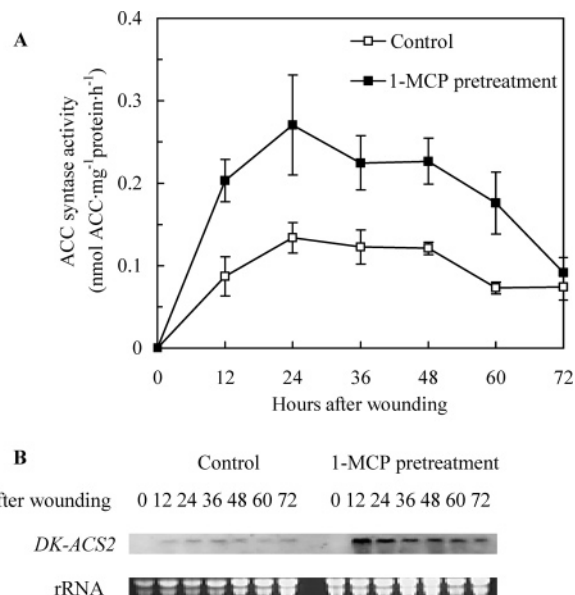 A
0.4
0.3
0.2
0.1
0
ACC syntase activity
(nmol ACC·mg⁻¹protein·h⁻¹)
Control
1-MCP pretreatment
0 12 24 36 48 60 72
Hours after wounding
B
Control 1-MCP pretreatment
after wounding 0 12 24 36 48 60 72 0 12 24 36 48 60 72
DK-ACS2
rRNA